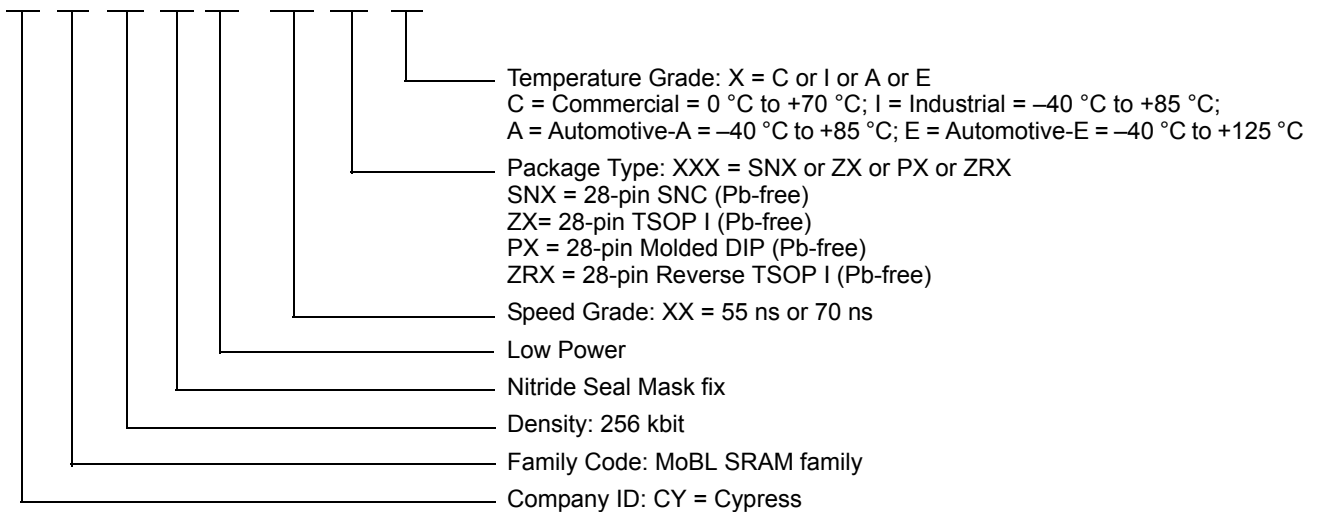 Temperature Grade: X = C or I or A or E
C = Commercial = 0 °C to +70 °C; I = Industrial = –40 °C to +85 °C;
A = Automotive-A = –40 °C to +85 °C; E = Automotive-E = –40 °C to +125 °C
Package Type: XXX = SNX or ZX or PX or ZRX
SNX = 28-pin SNC (Pb-free)
ZX= 28-pin TSOP I (Pb-free)
PX = 28-pin Molded DIP (Pb-free)
ZRX = 28-pin Reverse TSOP I (Pb-free)
Speed Grade: XX = 55 ns or 70 ns
Low Power
Nitride Seal Mask fix
Density: 256 kbit
Family Code: MoBL SRAM family
Company ID: CY = Cypress